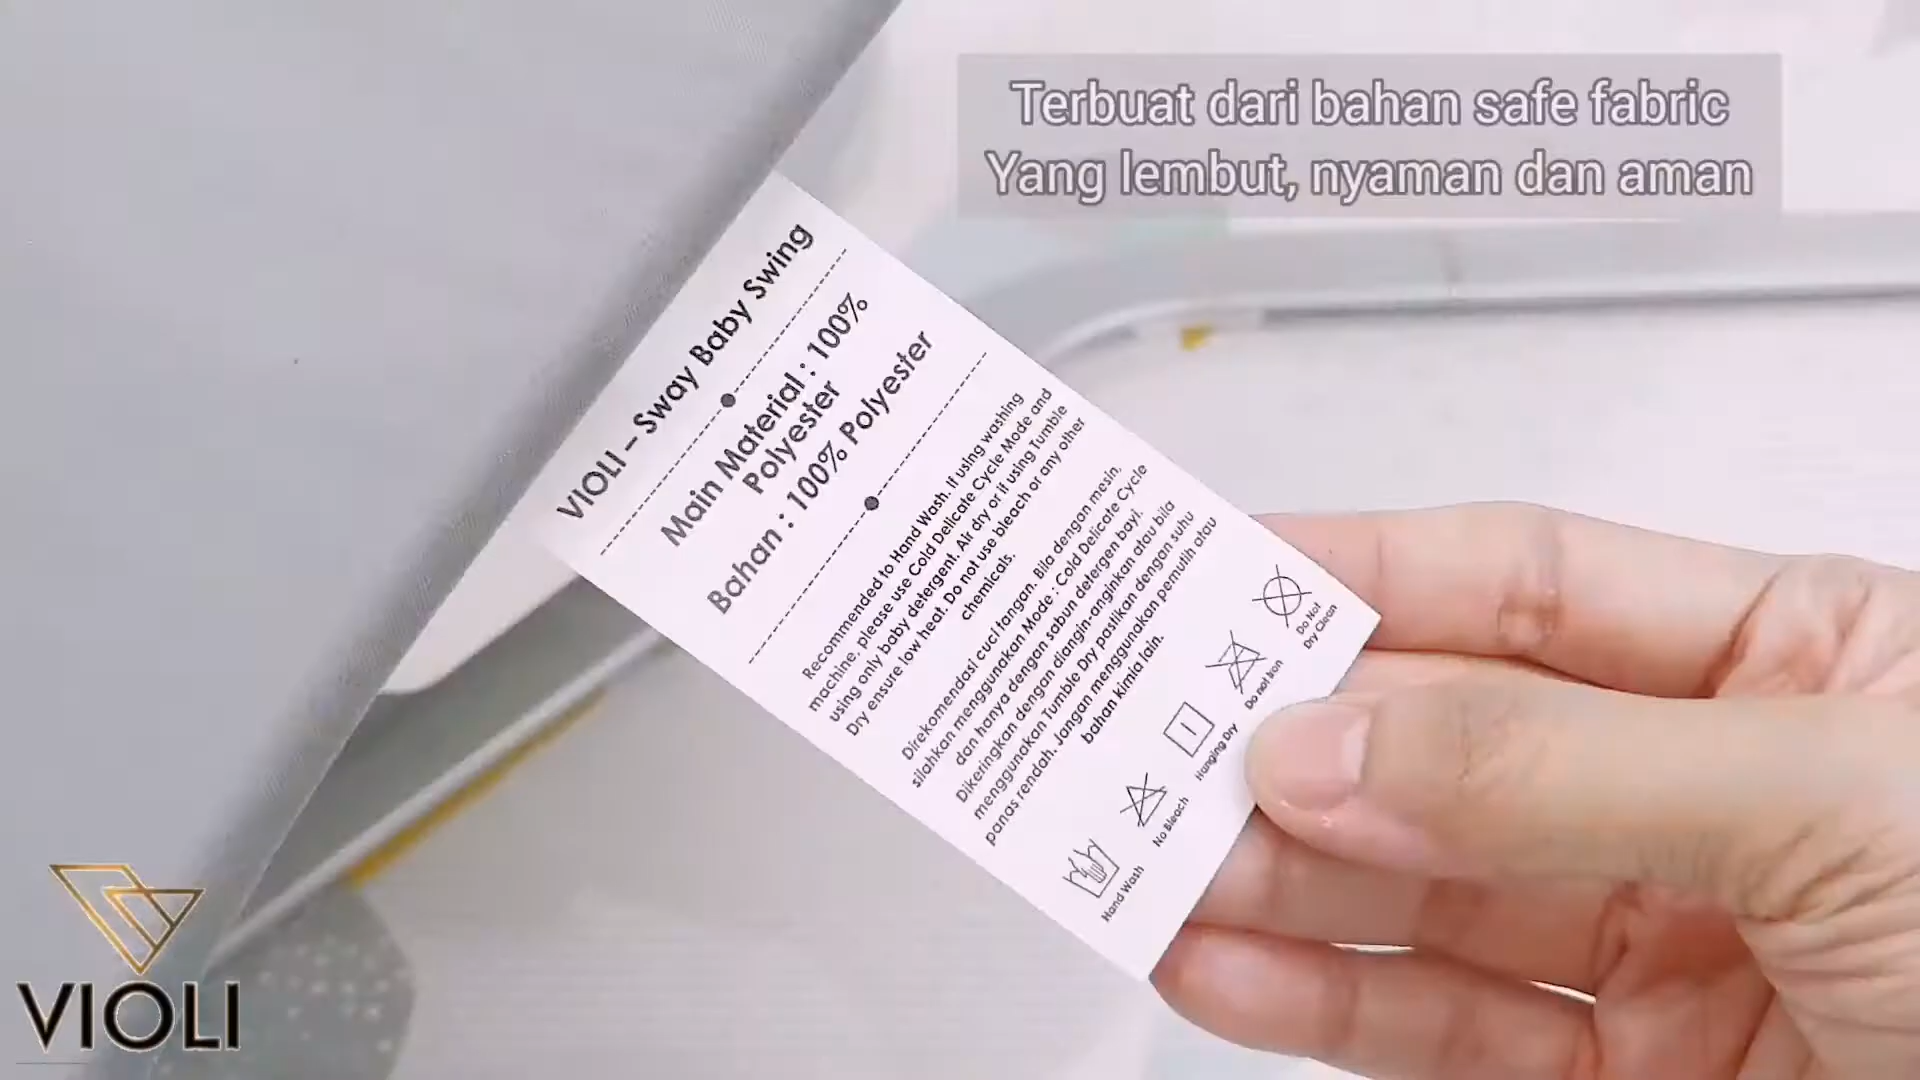 Terbuat dari bahan safe fabric
Yang lembut, nyaman dan aman
VIOLI – Sway Baby Swing
Main Material : 100%
Polyester
Bahan : 100% Polyester
Recommended to Hand Wash. If using washing
machine, please use Cold Delicate Cycle Mode and
using only baby detergent. Air dry or if using Tumble
Dry ensure low heat. Do not use bleach or any other
chemicals.
Direkomendasi cuci tangan. Bila dengan mesin,
silahkan menggunakan Mode : Cold Delicate Cycle
dan hanya dengan sabun detergen bayi.
Dikeringkan dengan diangin-anginkan atau bila
menggunakan Tumble Dry pastikan dengan suhu
panas rendah. Jangan menggunakan pemutih atau
bahan kimia lain.
Hand Wash
No Bleach
Hanging Dry
Do not Iron
Do Not
Dry Clean
VIOLI